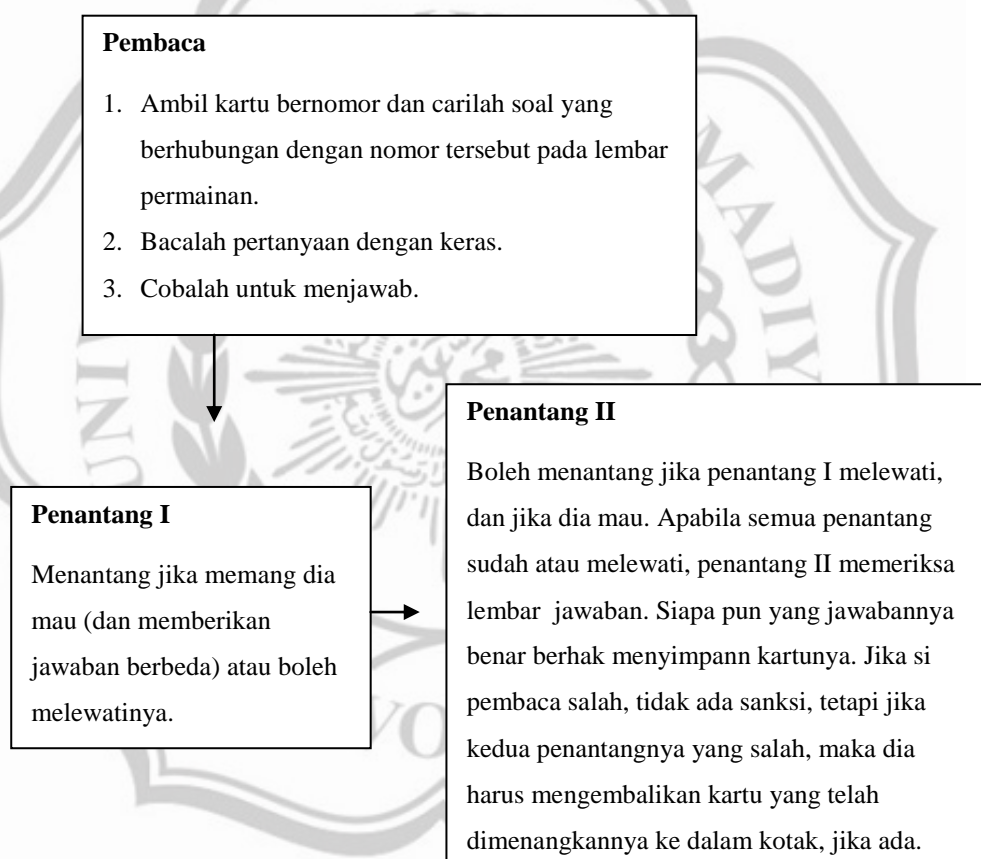 Pembaca
1. Ambil kartu bernomor dan carilah soal yang
berhubungan dengan nomor tersebut pada lembar
permainan.
2. Bacalah pertanyaan dengan keras.
3. Cobalah untuk menjawab.
Penantang I
Menantang jika memang dia
mau (dan memberikan
jawaban berbeda) atau boleh
melewatinya.
Penantang II
Boleh menantang jika penantang I melewati,
dan jika dia mau. Apabila semua penantang
sudah atau melewati, penantang II memeriksa
lembar jawaban. Siapa pun yang jawabannya
benar berhak menyimpann kartunya. Jika si
pembaca salah, tidak ada sanksi, tetapi jika
kedua penantangnya yang salah, maka dia
harus mengembalikan kartu yang telah
dimenangkannya ke dalam kotak, jika ada.